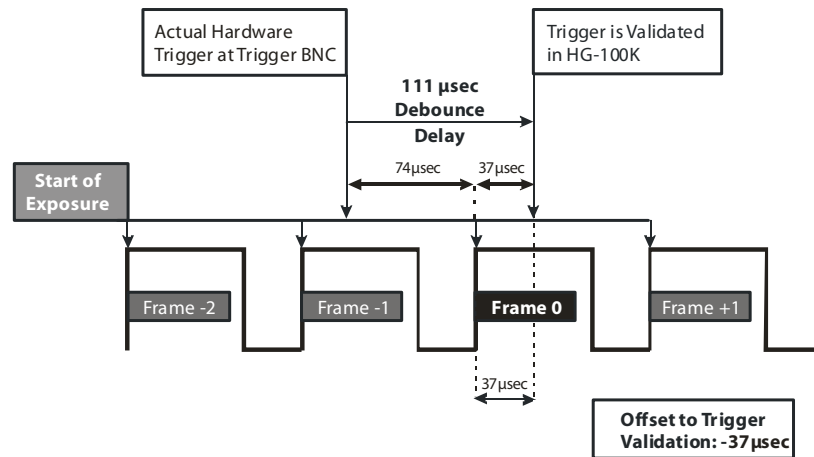 Actual Hardware
Trigger at Trigger BNC
Trigger is Validated
in HG-100K
111 µsec
Debounce
Delay
74µsec
37µsec
Start of
Exposure
Frame -2
Frame -1
Frame 0
Frame +1
37µsec
Offset to Trigger
Validation: -37µsec